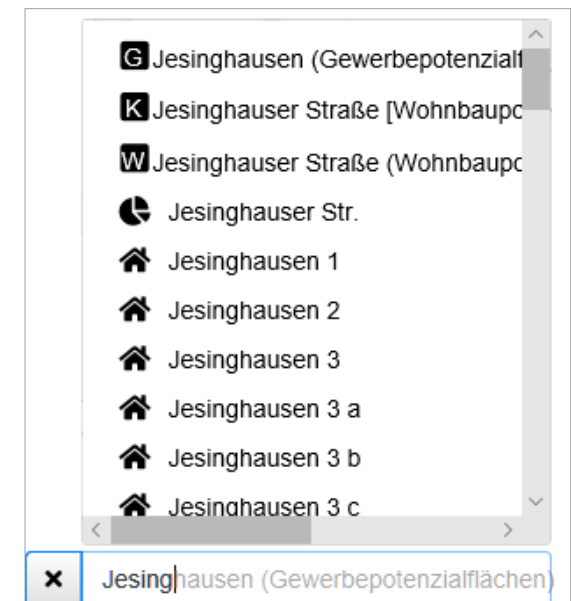 G Jesinghausen (Gewerbepotenzialf
K Jesinghauser Straße [Wohnbaupo
W Jesinghauser Straße (Wohnbaupo
Jesinghauser Str.
Jesinghausen 1
Jesinghausen 2
Jesinghausen 3
Jesinghausen 3 a
Jesinghausen 3 b
Jesinghausen 3 c
Jesinghausen (Gewerbepotenzialflächen)